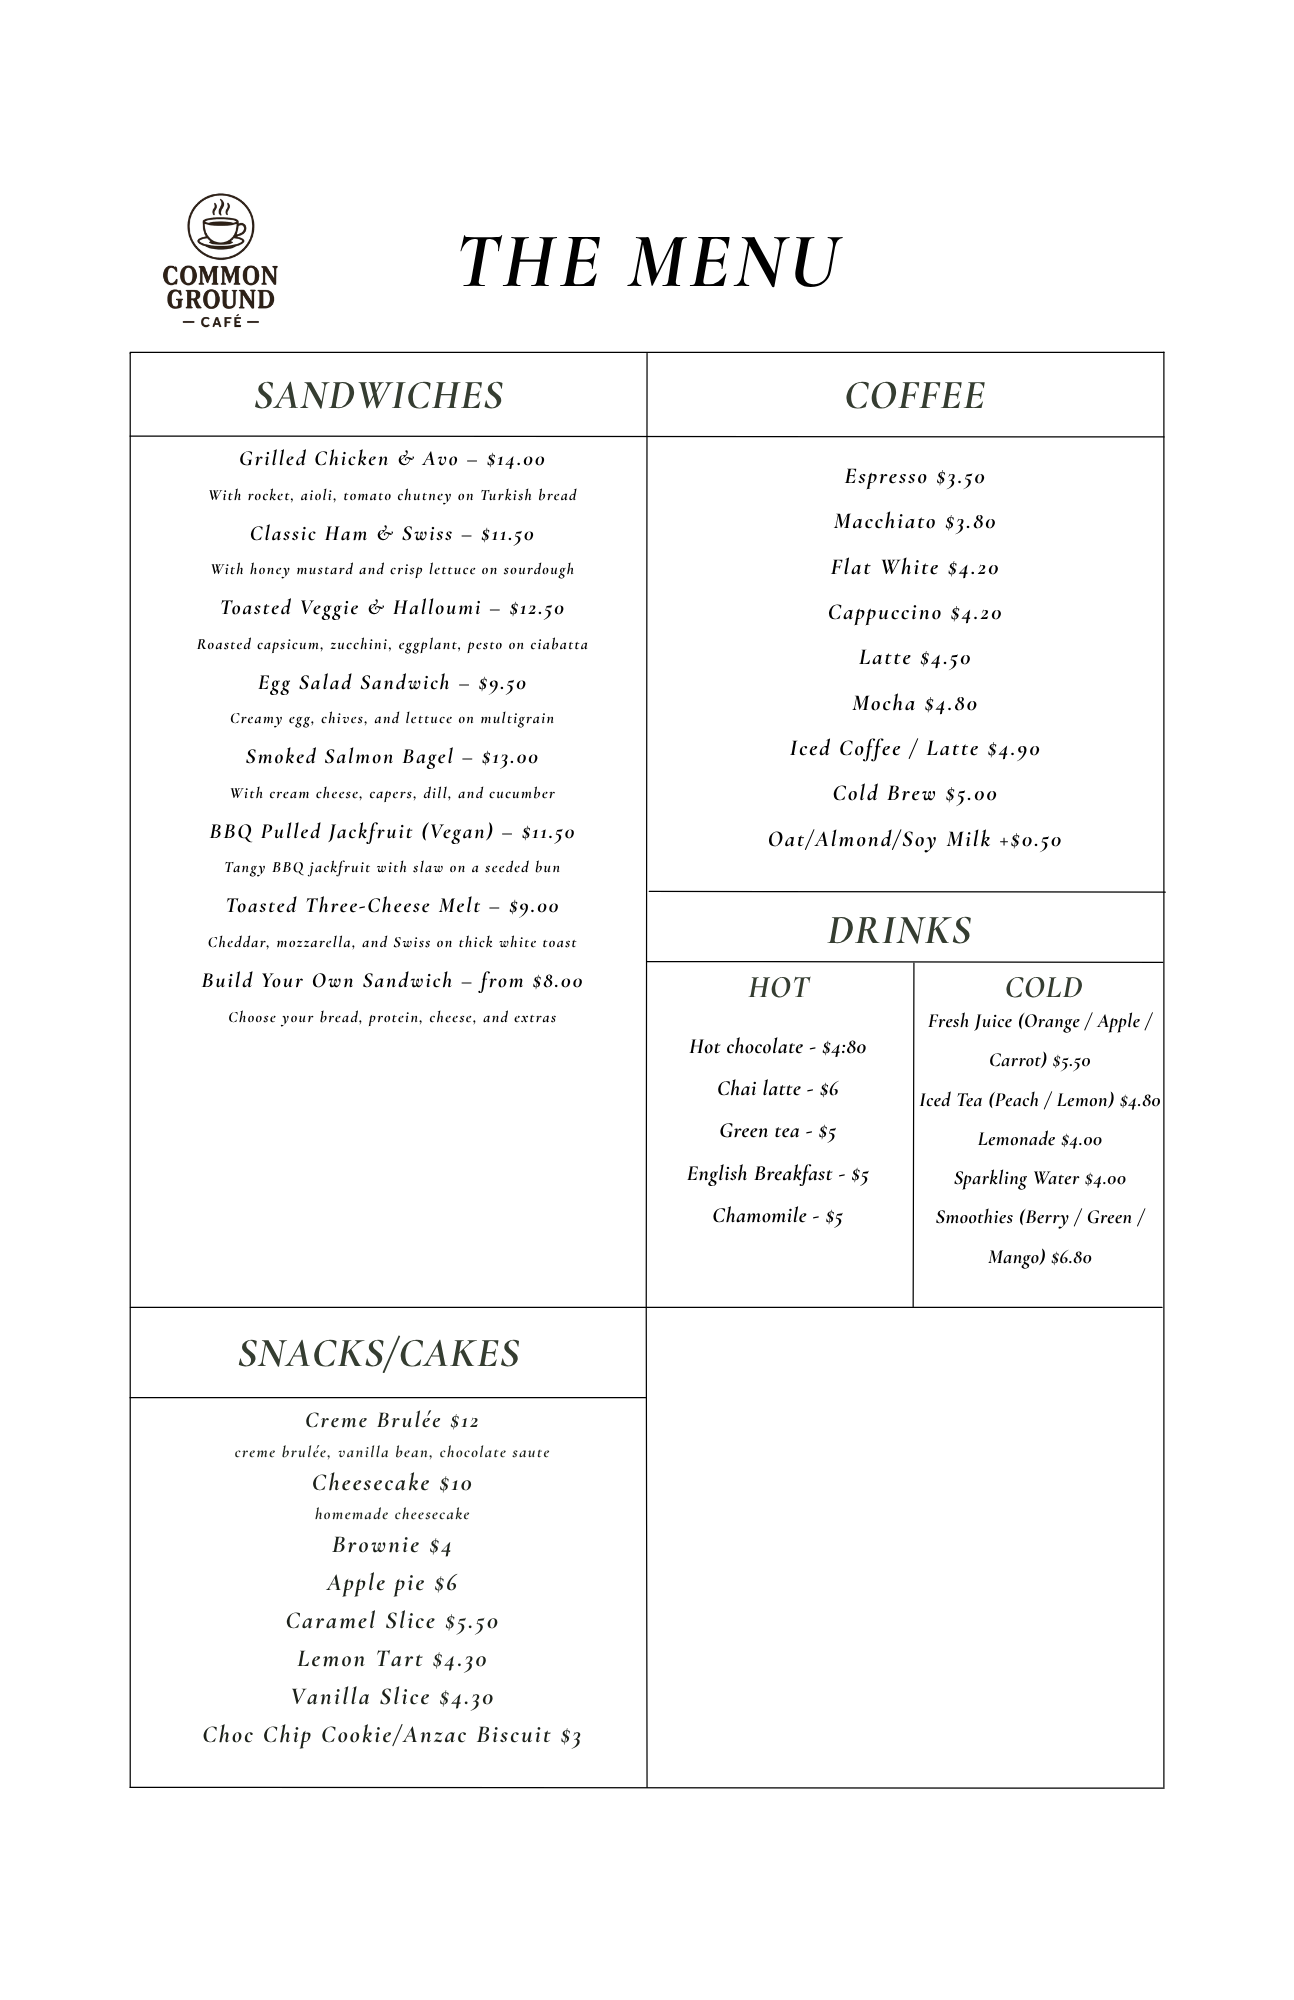 COMMON
GROUND
CAFÉ
THE MENU
SANDWICHES
Grilled Chicken & Avo – $14.00
With rocket, aioli, tomato chutney on Turkish bread
Classic Ham & Swiss – $11.50
With honey mustard and crisp lettuce on sourdough
Toasted Veggie & Halloumi – $12.50
Roasted capsicum, zucchini, eggplant, pesto on ciabatta
Egg Salad Sandwich – $9.50
Creamy egg, chives, and lettuce on multigrain
Smoked Salmon Bagel – $13.00
With cream cheese, capers, dill, and cucumber
BBQ Pulled Jackfruit (Vegan) – $11.50
Tangy BBQ jackfruit with slaw on a seeded bun
Toasted Three-Cheese Melt – $9.00
Cheddar, mozzarella, and Swiss on thick white toast
Build Your Own Sandwich – from $8.00
Choose your bread, protein, cheese, and extras
COFFEE
Espresso $3.50
Macchiato $3.80
Flat White $4.20
Cappuccino $4.20
Latte $4.50
Mocha $4.80
Iced Coffee / Latte $4.90
Cold Brew $5.00
Oat/Almond/Soy Milk +$0.50
DRINKS
HOT
Hot chocolate - $4:80
Chai latte - $6
Green tea - $5
English Breakfast - $5
Chamomile - $5
COLD
Fresh Juice (Orange / Apple /
Carrot) $5.50
Iced Tea (Peach / Lemon) $4.80
Lemonade $4.00
Sparkling Water $4.00
Smoothies (Berry / Green /
Mango) $6.80
SNACKS/CAKES
Creme Brulée $12
creme brulée, vanilla bean, chocolate saute
Cheesecake $10
homemade cheesecake
Brownie $4
Apple pie $6
Caramel Slice $5.50
Lemon Tart $4.30
Vanilla Slice $4.30
Choc Chip Cookie/Anzac Biscuit $3